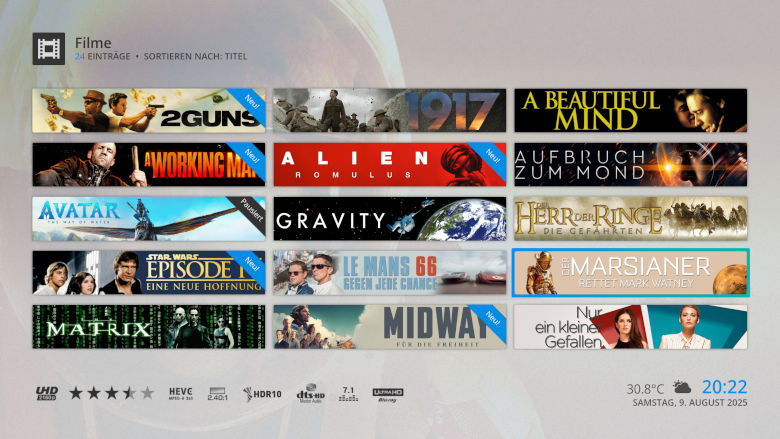 Filme
24 EINTRÄGE • SORTIEREN NACH: TITEL
2GUNS
Neu!
1917
A BEAUTIFUL
MIND
A WORKING MAN
Neu!
ALIEN
ROMULUS
Neu!
AUFBRUCH
ZUM MOND
AVATAR
THE WAY OF WATER
Pausiert
GRAVITY
DER
HERR DER RINGE
DIE GEFÄHRTEN
STAR WARS
EPISODE IV
EINE NEUE HOFFNUNG
Neu!
LE MANS 66
GEGEN JEDE CHANCE
DER
MARSIANER
RETTET MARK WATNEY
MATRIX
MIDWAY
FÜR DIE FREIHEIT
Neu!
Nur
ein kleiner
Gefallen
UHD
2160p
HEVC
MPEG-H 265
2.40:1
HDR10
dts-HD
Master Audio
7.1
ULTRA HD
Blu-ray
30.8°C
20:22
SAMSTAG, 9. AUGUST 2025